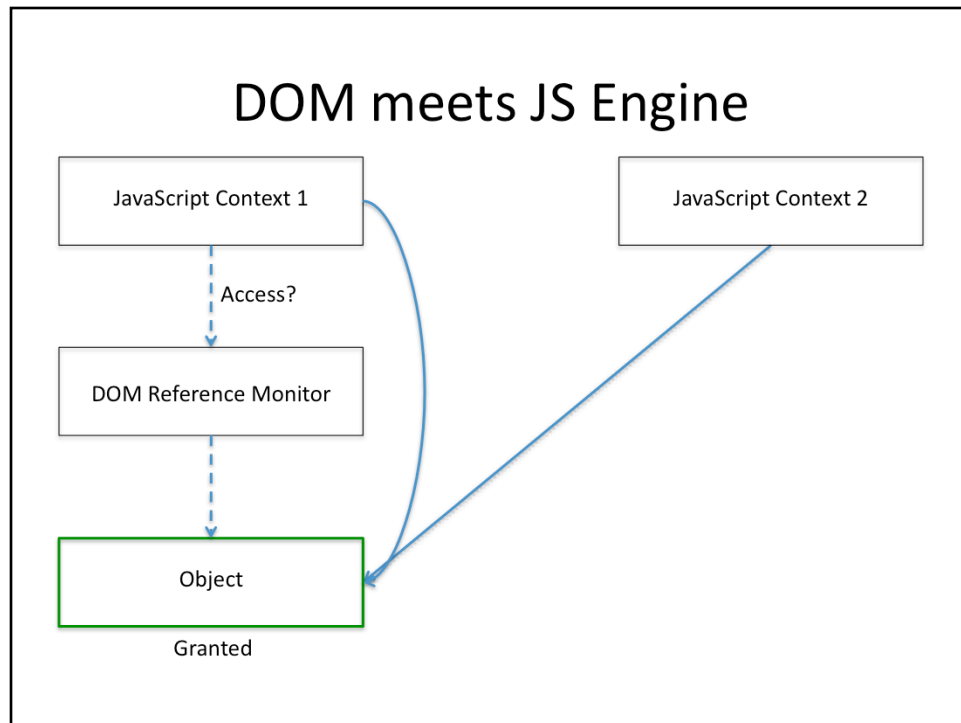 DOM meets JS Engine
JavaScript Context 1
JavaScript Context 2
Access?
DOM Reference Monitor
Object
Granted